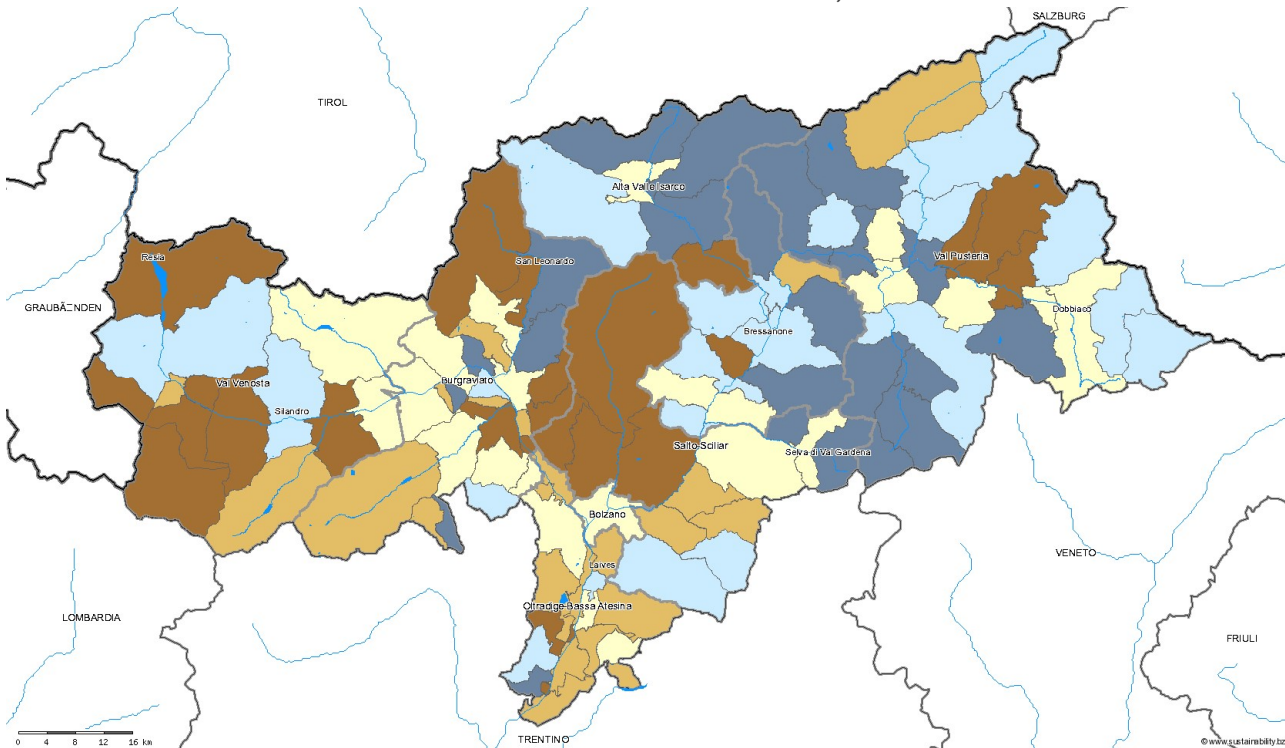 SALZBURG
TIROL
Alta Valle Isarco
Resia
San Leonardo
Val Pusteria
GRAUBÄ_NDEN
Dobbiaco
Bressanone
Val Venosta
Burgraviato
Silandro
Salto-Sciliar
Selva di Val Gardena
Bolzano
VENETO
Laives
Oltradige-Bassa Atesina
LOMBARDIA
FRIULI
0 4 8 12 16 km
TRENTINO
© www.sustainability.bz